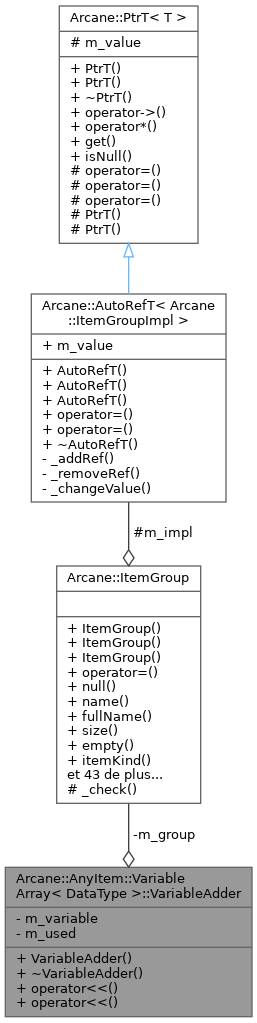 Arcane::PtrT< T >
# m_value
+ PtrT()
+ PtrT()
+ ~PtrT()
+ operator->()
+ operator*()
+ get()
+ isNull()
# operator=()
# operator=()
# operator=()
# PtrT()
# PtrT()
Arcane::AutoRefT< Arcane
::ItemGroupImpl >
+ m_value
+ AutoRefT()
+ AutoRefT()
+ AutoRefT()
+ operator=()
+ operator=()
+ ~AutoRefT()
- _addRef()
- _removeRef()
- _changeValue()
#m_impl
Arcane::ItemGroup
+ ItemGroup()
+ ItemGroup()
+ ItemGroup()
+ operator=()
+ null()
+ name()
+ fullName()
+ size()
+ empty()
+ itemKind()
et 43 de plus...
# _check()
-m_group
Arcane::AnyItem::Variable
Array< DataType >::VariableAdder
- m_variable
- m_used
+ VariableAdder()
+ ~VariableAdder()
+ operator<<()
+ operator<<()